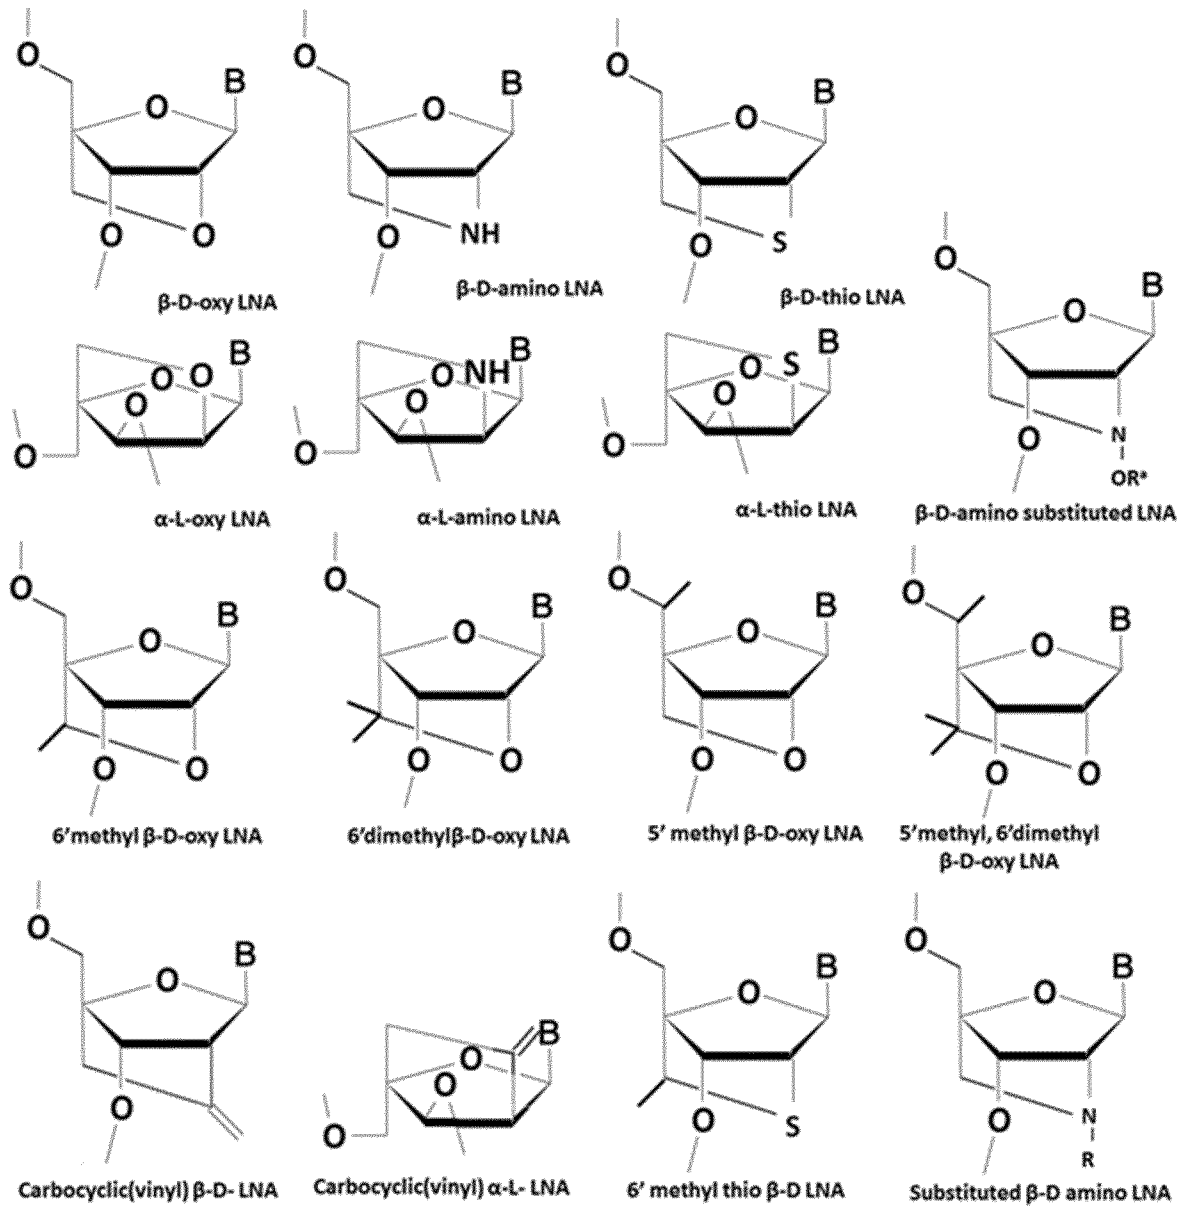 O
B
O
O
O
β-D-oxy LNA
O
B
O
O
NH
β-D-amino LNA
O
B
O
O
S
β-D-thio LNA
O
O
O
B
O
α-L-oxy LNA
O
NH
B
O
O
α-L-amino LNA
O
S
B
O
O
α-L-thio LNA
O
B
O
O
N
OR*
β-D-amino substituted LNA
O
B
O
O
O
6'methyl β-D-oxy LNA
O
B
O
O
O
6'dimethylβ-D-oxy LNA
O
B
O
O
O
5' methyl β-D-oxy LNA
O
B
O
O
O
5'methyl, 6'dimethyl
β-D-oxy LNA
O
B
O
O
Carbocyclic(vinyl) β-D- LNA
B
O
O
O
Carbocyclic(vinyl) α-L- LNA
O
B
O
O
S
6' methyl thio β-D LNA
O
B
O
O
N
R
Substituted β-D amino LNA